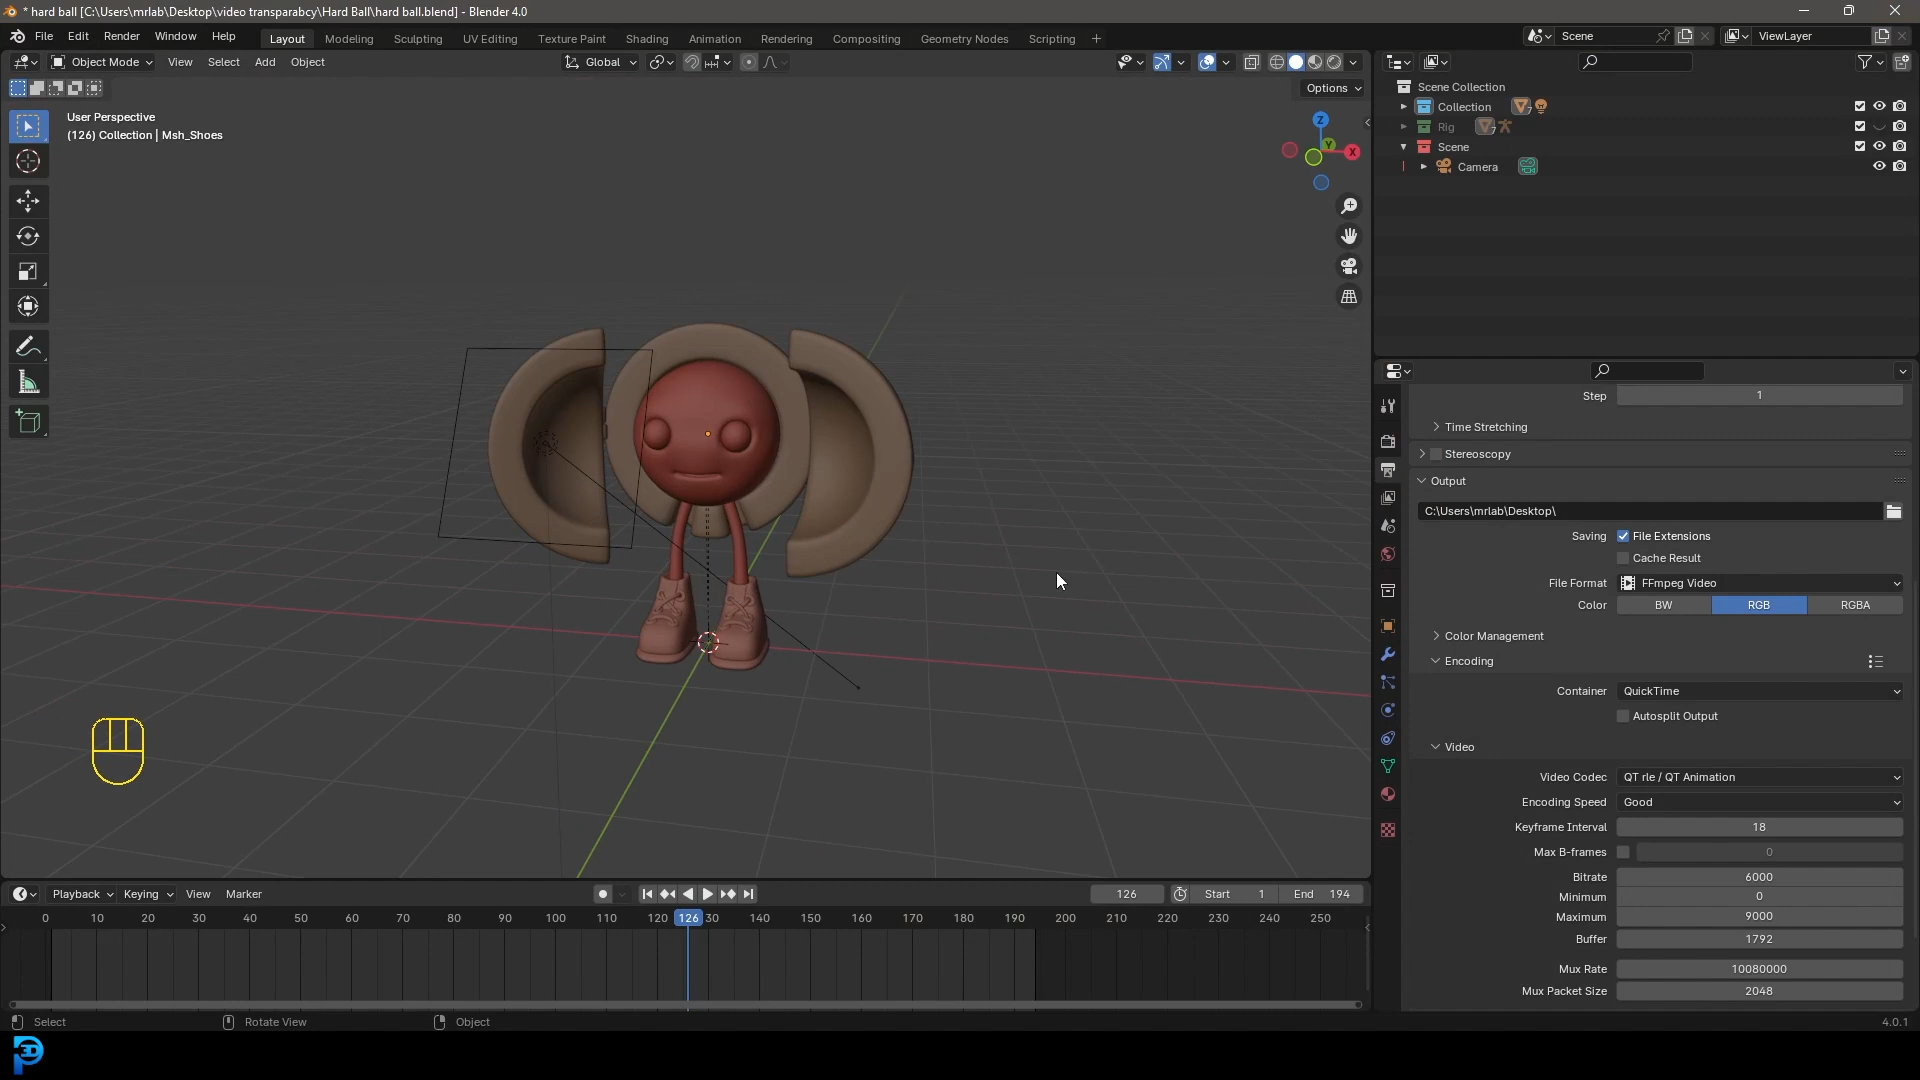 * hard ball [C:\Users\mrlab\Desktop\video transparabcy\Hard Ball\hard ball.blend] - Blender 4.0
File Edit Render Window Help Layout Modeling Sculpting UV Editing Texture Paint Shading Animation Rendering Compositing Geometry Nodes Scripting + Scene ViewLayer
Object Mode View Select Add Object Global
Options
User Perspective
(126) Collection | Msh_Shoes
Z
Y
X
Scene Collection
Collection 7
Rig 7
Scene
Camera
Step 1
Time Stretching
Stereoscopy
Output
C:\Users\mrlab\Desktop\
Saving File Extensions
Cache Result
File Format FFmpeg Video
Color BW RGB RGBA
Color Management
Encoding
Container QuickTime
Autosplit Output
Video
Video Codec QT rle / QT Animation
Encoding Speed Good
Keyframe Interval 18
Max B-frames 0
Bitrate 6000
Minimum 0
Maximum 9000
Buffer 1792
Mux Rate 10080000
Mux Packet Size 2048
Playback Keying View Marker 126 Start 1 End 194
0 10 20 30 40 50 60 70 80 90 100 110 120 126 30 140 150 160 170 180 190 200 210 220 230 240 250
Select Rotate View Object 4.0.1
3D